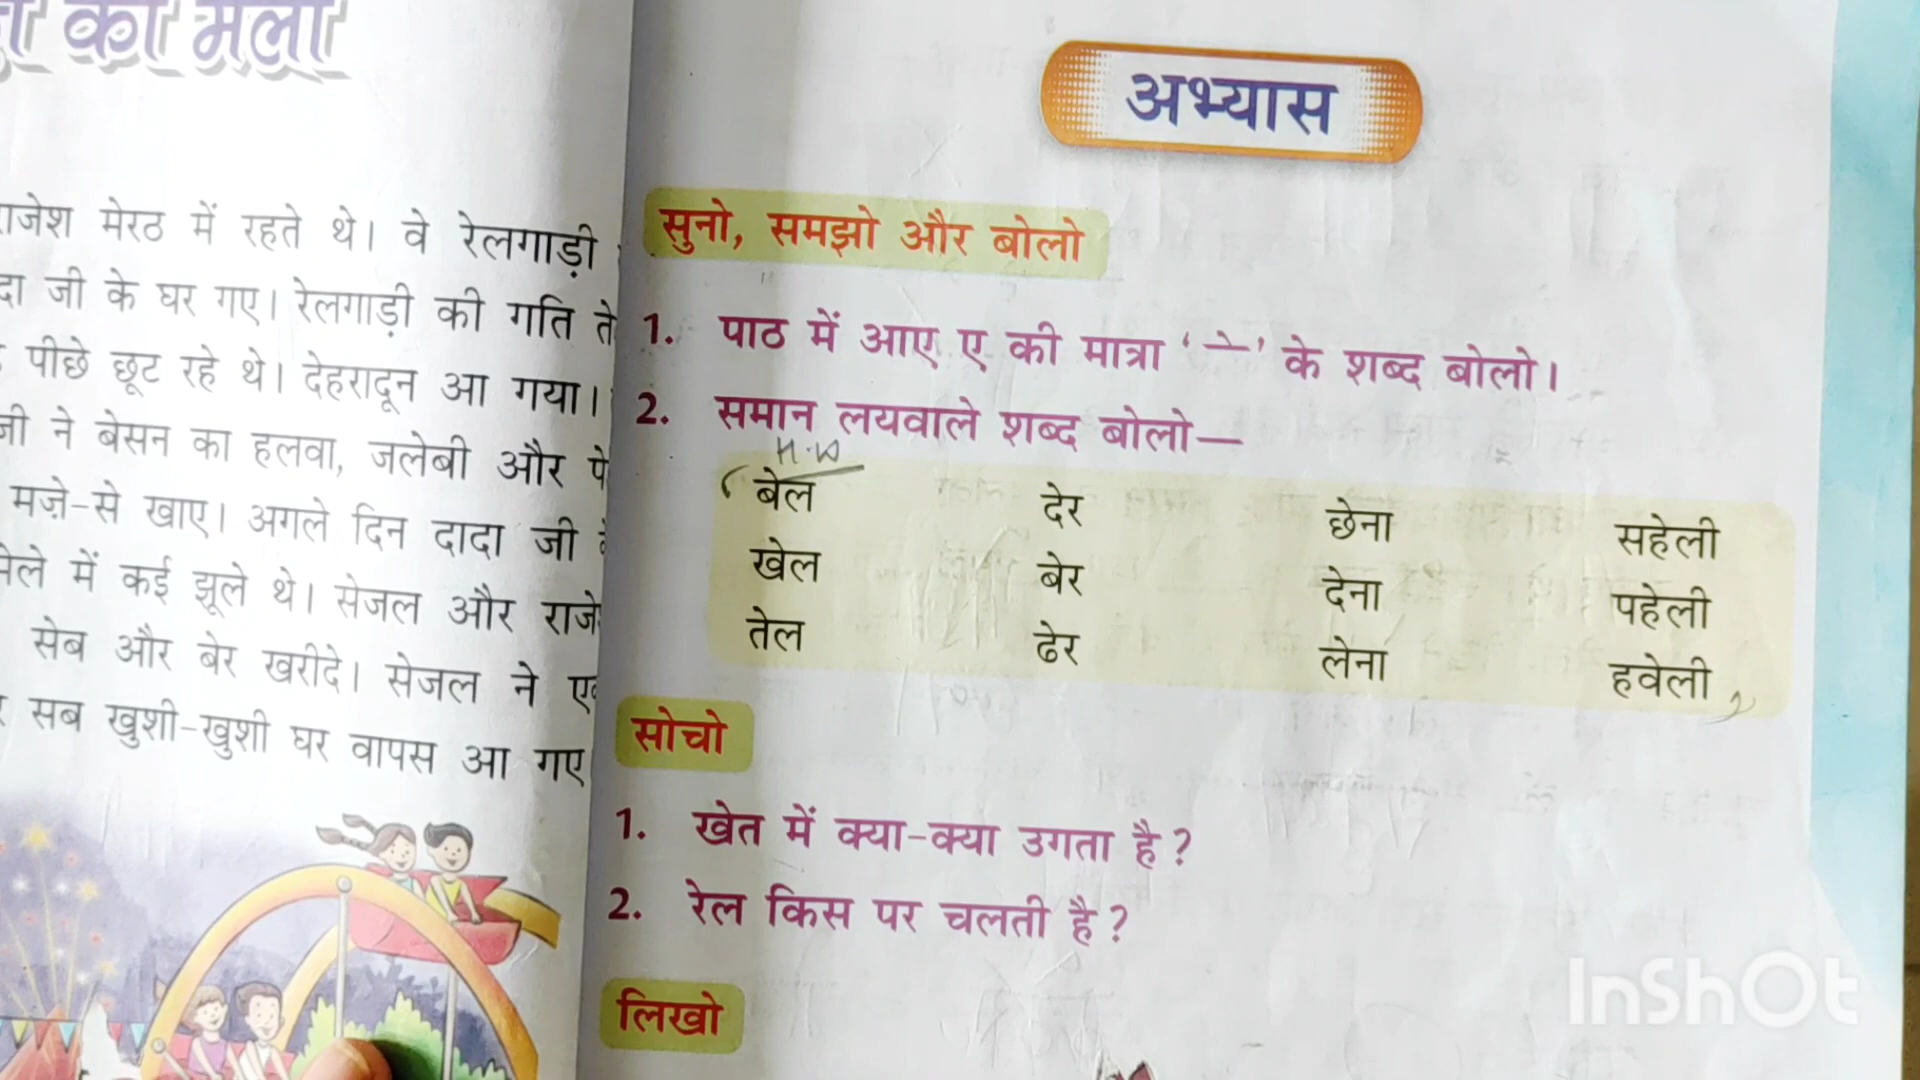 का मेला
राजेश मेरठ में रहते थे। वे रेलगाड़ी
जी के घर गए। रेलगाड़ी की गति
पीछे छूट रहे थे। देहरादून आ गया।
जी ने बेसन का हलवा, जलेबी और
मज़े-से खाए। अगले दिन दादा जी
में कई झूले थे। सेजल और
सेब और बेर खरीदे। सेजल ने
सब खुशी-खुशी घर वापस आ गए
अभ्यास
सुनो, समझो और बोलो
1. पाठ में आए ए की मात्रा ‘ े ’ के शब्द बोलो।
2. समान लयवाले शब्द बोलो—
H.W
बेल देर छेना सहेली
खेल बेर देना पहेली
तेल ढेर लेना हवेली
सोचो
1. खेत में क्या-क्या उगता है?
2. रेल किस पर चलती है?
लिखो
InShOt